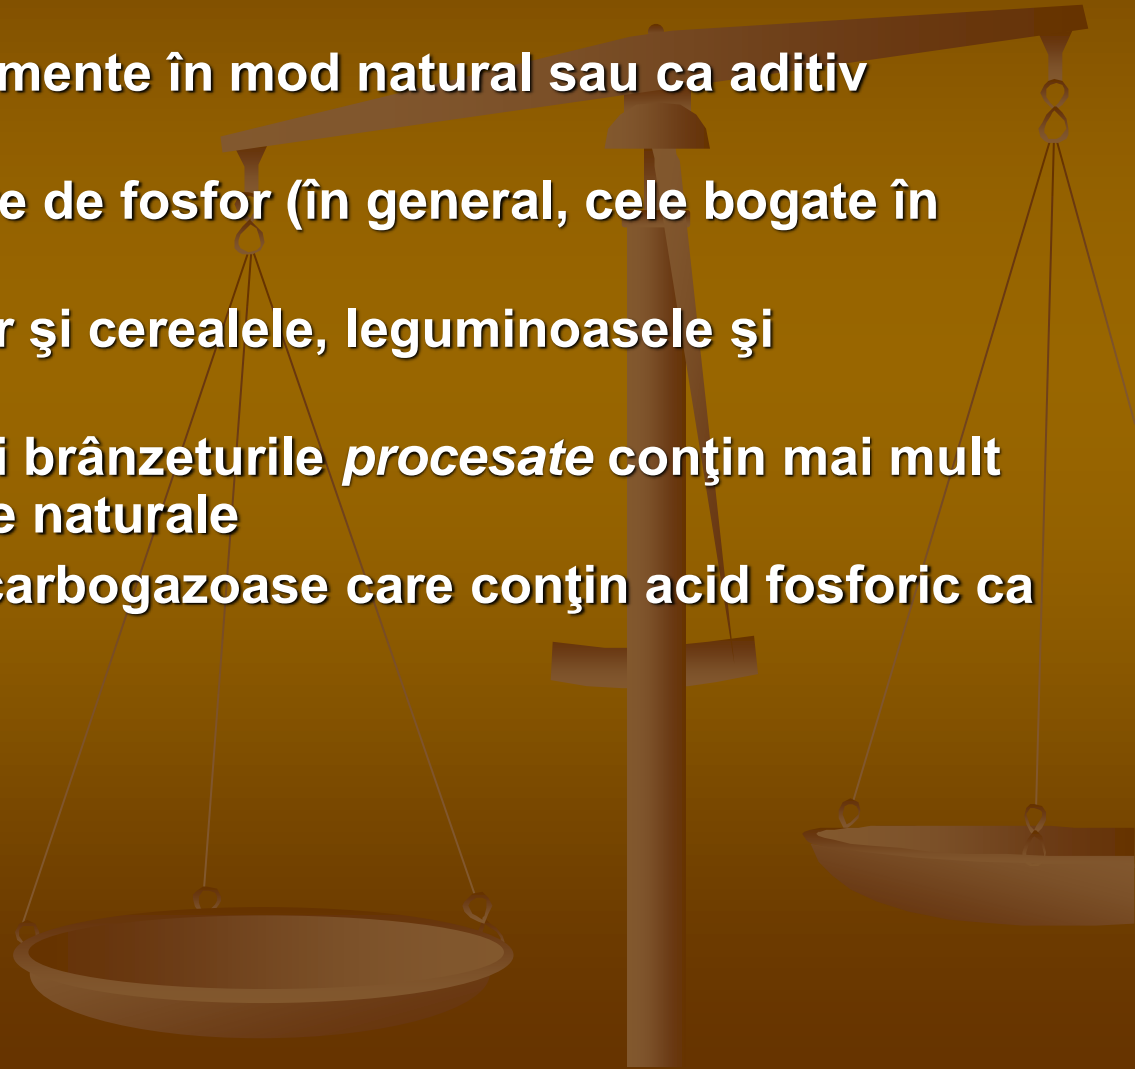 mente în mod natural sau ca aditiv
e de fosfor (în general, cele bogate în
r şi cerealele, leguminoasele şi
i brânzeturile procesate conţin mai mult
e naturale
carbogazoase care conţin acid fosforic ca